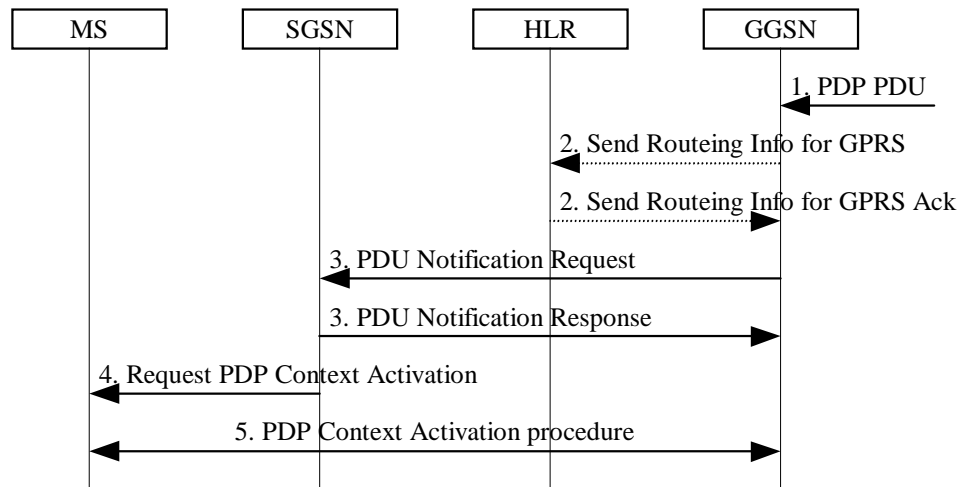 MS
SGSN
HLR
GGSN
1. PDP PDU
2. Send Routeing Info for GPRS
2. Send Routeing Info for GPRS Ack
3. PDU Notification Request
3. PDU Notification Response
4. Request PDP Context Activation
5. PDP Context Activation procedure